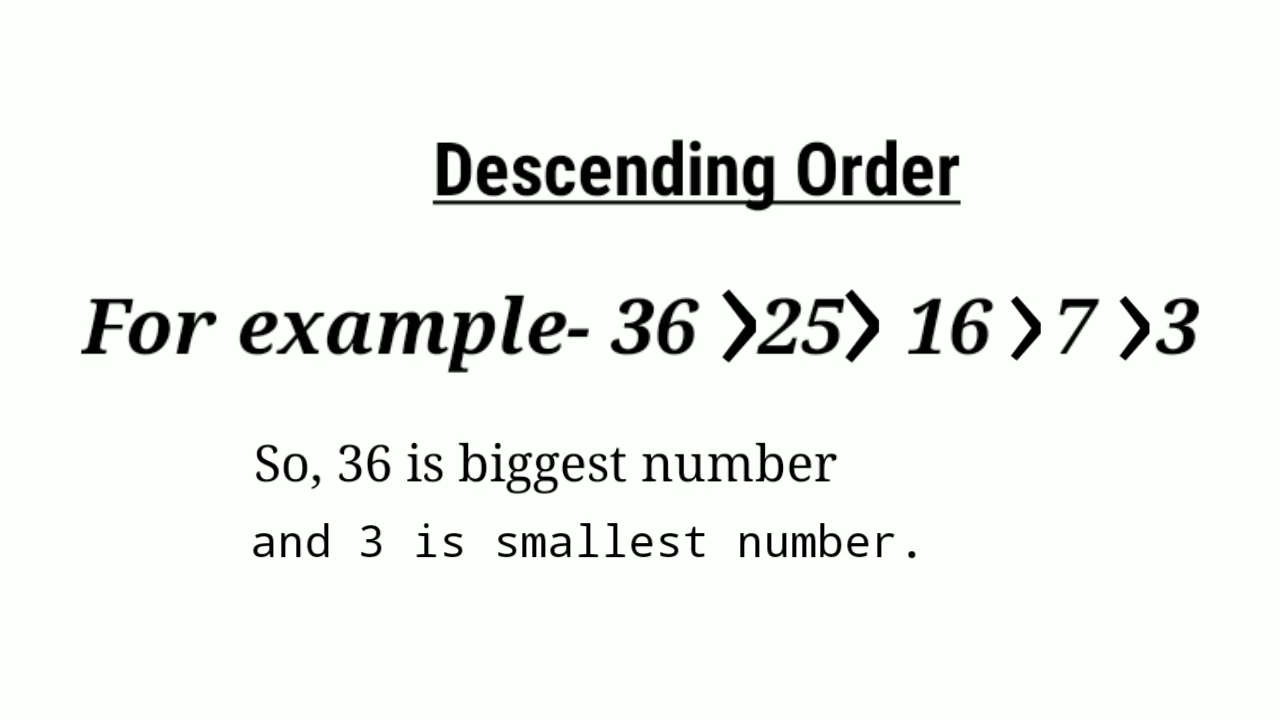 Descending Order
For example- 36 >25> 16 >7 >3
So, 36 is biggest number
and 3 is smallest number.